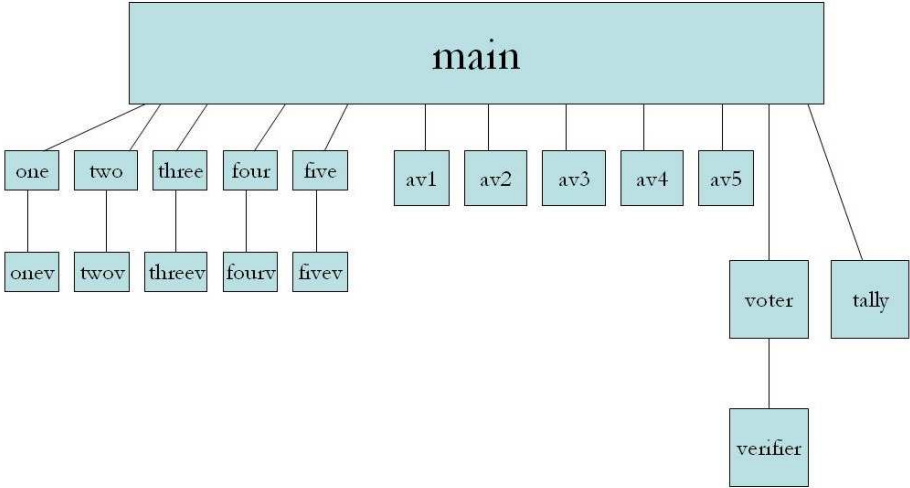 main
one
two
three
four
five
av1
av2
av3
av4
av5
onev
twov
threev
fourv
fivev
voter
tally
verifier